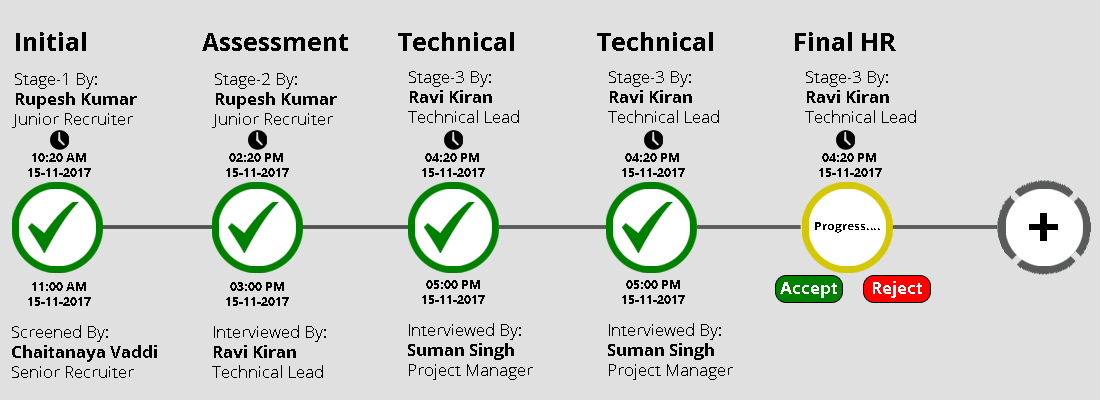 Initial
Stage-1 By:
Rupesh Kumar
Junior Recruiter
10:20 AM
15-11-2017
11:00 AM
15-11-2017
Screened By:
Chaitanaya Vaddi
Senior Recruiter
Assessment
Stage-2 By:
Rupesh Kumar
Junior Recruiter
02:20 PM
15-11-2017
03:00 PM
15-11-2017
Interviewed By:
Ravi Kiran
Technical Lead
Technical
Stage-3 By:
Ravi Kiran
Technical Lead
04:20 PM
15-11-2017
05:00 PM
15-11-2017
Interviewed By:
Suman Singh
Project Manager
Technical
Stage-3 By:
Ravi Kiran
Technical Lead
04:20 PM
15-11-2017
05:00 PM
15-11-2017
Interviewed By:
Suman Singh
Project Manager
Final HR
Stage-3 By:
Ravi Kiran
Technical Lead
04:20 PM
15-11-2017
Progress....
Accept
Reject
+